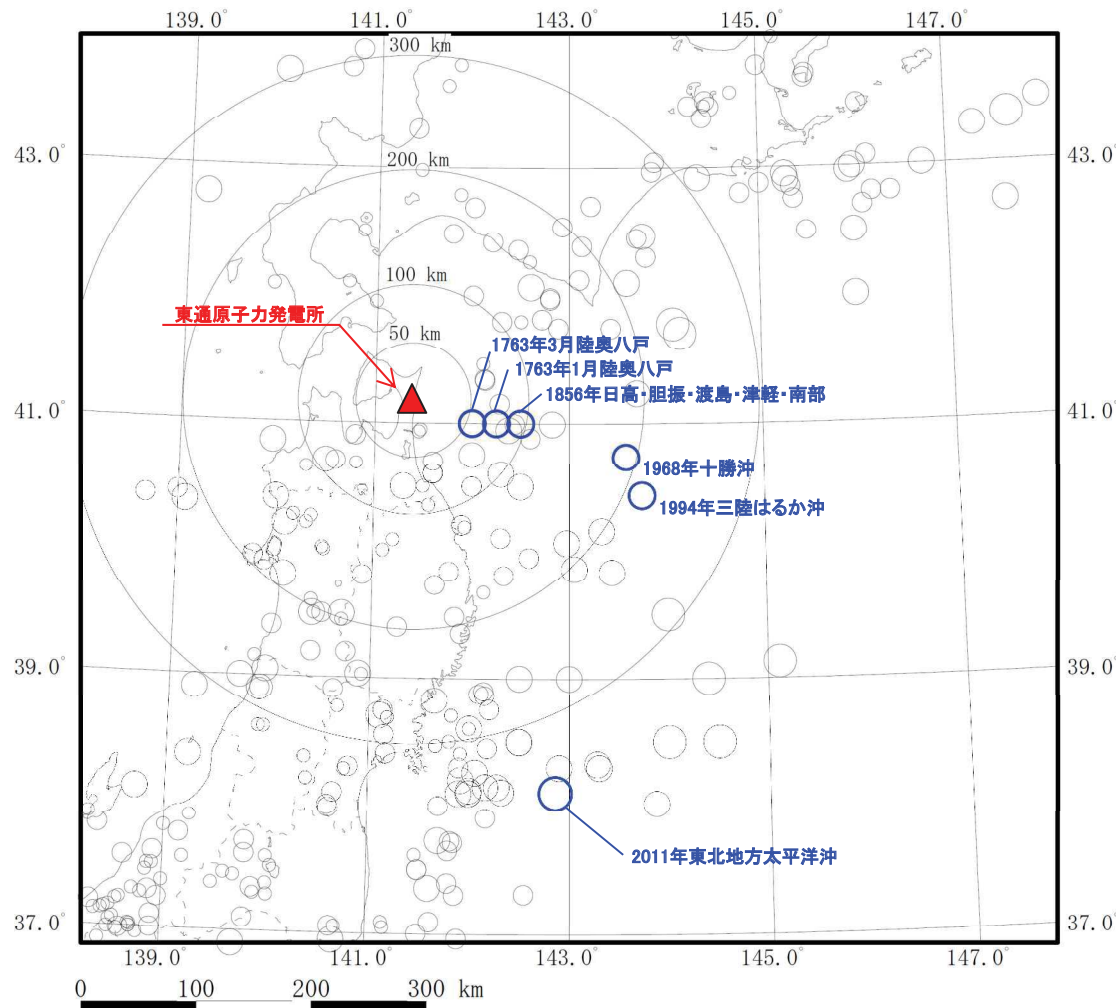 139.0° 141.0° 143.0° 145.0° 147.0°
300 km
43.0° 43.0°
200 km
100 km
東通原子力発電所
50 km
1763年3月陸奥八戸
1763年1月陸奥八戸
1856年日高・胆振・渡島・津軽・南部
41.0° 41.0°
1968年十勝沖
1994年三陸はるか沖
39.0° 39.0°
2011年東北地方太平洋沖
37.0° 37.0°
139.0° 141.0° 143.0° 145.0° 147.0°
0 100 200 300 km